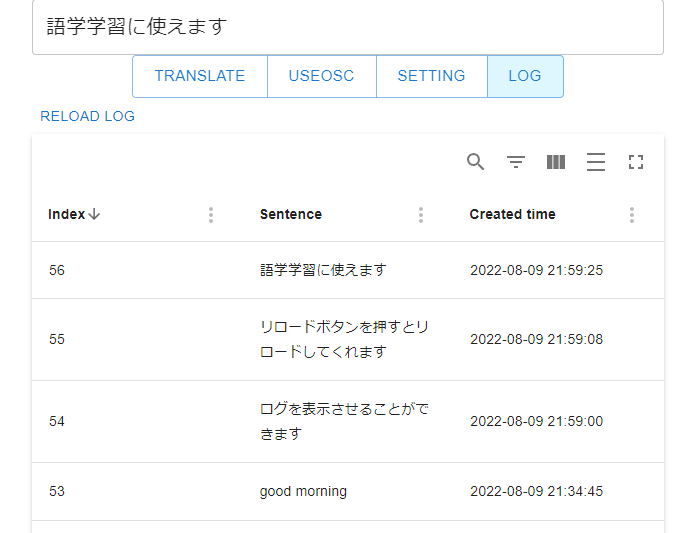 語学学習に使えます
TRANSLATE USEOSC SETTING LOG
RELOAD LOG
Index Sentence Created time
56 語学学習に使えます 2022-08-09 21:59:25
55 リロードボタンを押すとリ 2022-08-09 21:59:08
ロードしてくれます
54 ログを表示させることがで 2022-08-09 21:59:00
きます
53 good morning 2022-08-09 21:34:45